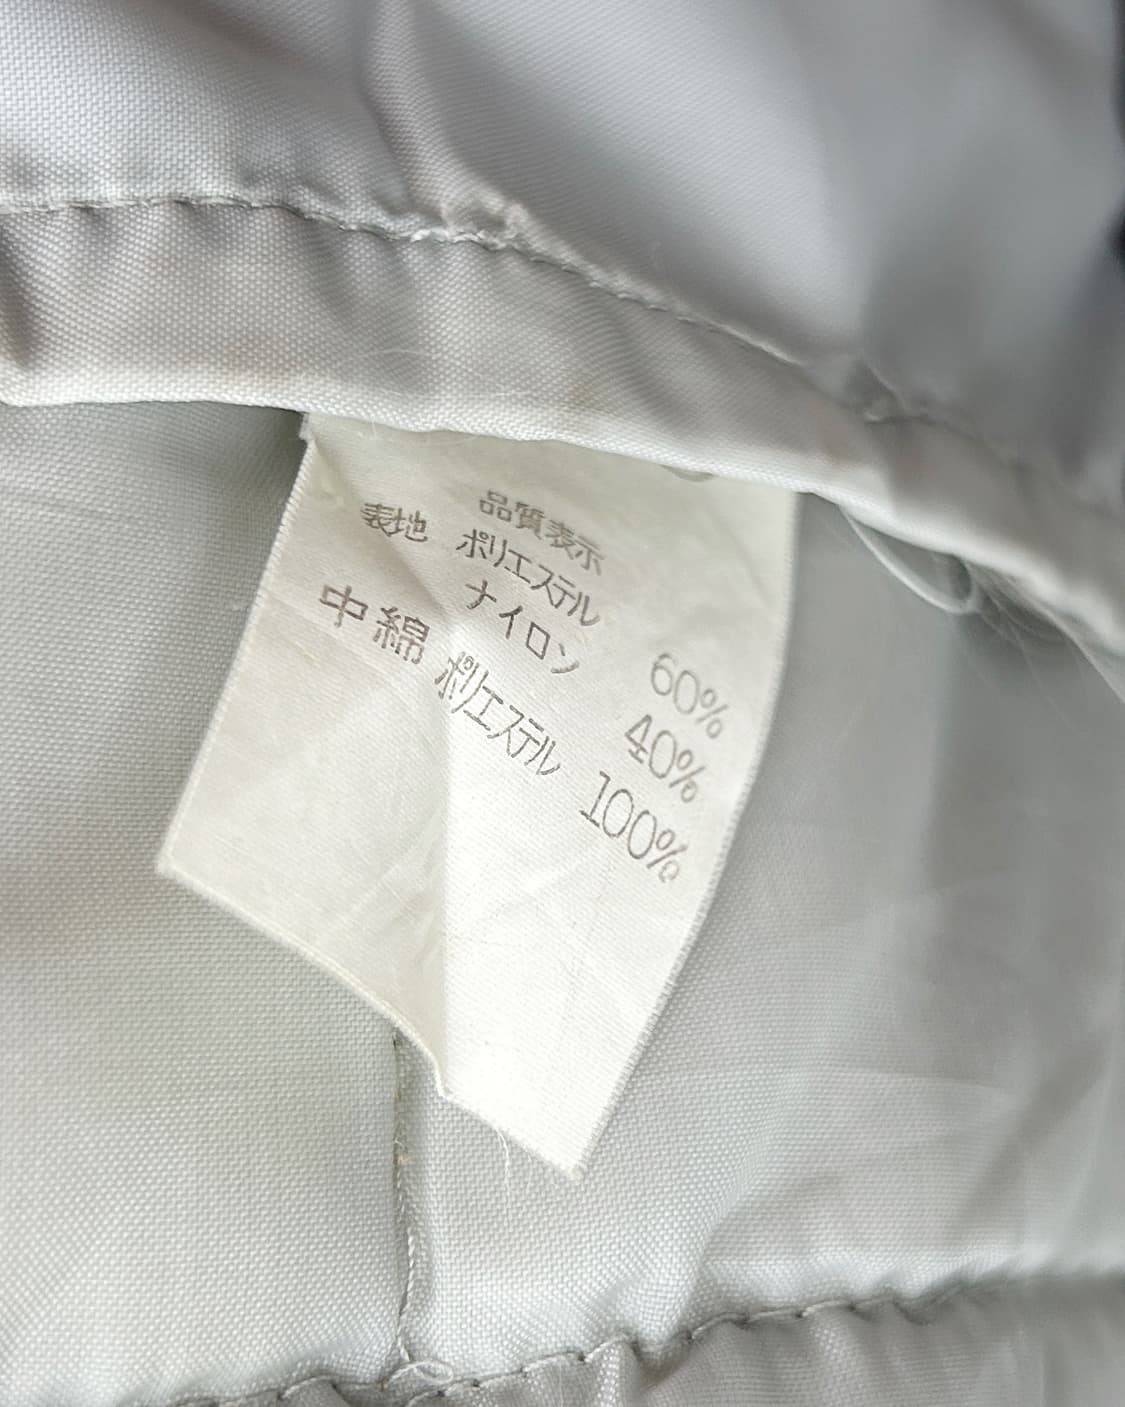 品質表示
表地 ポリエステル 60%
ナイロン 40%
中綿 ポリエステル 100%